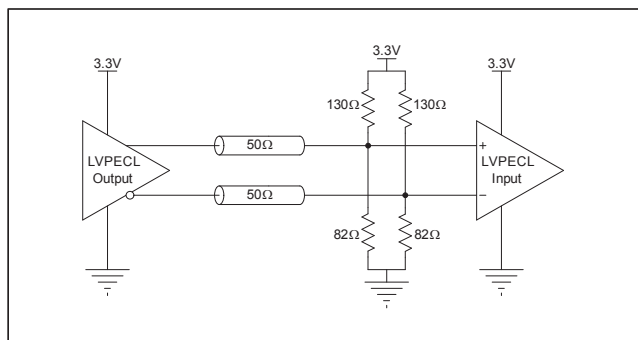 3.3V
3.3V
3.3V
130Ω
130Ω
LVPECL
Output
50Ω
50Ω
+
LVPECL
Input
−
82Ω
82Ω